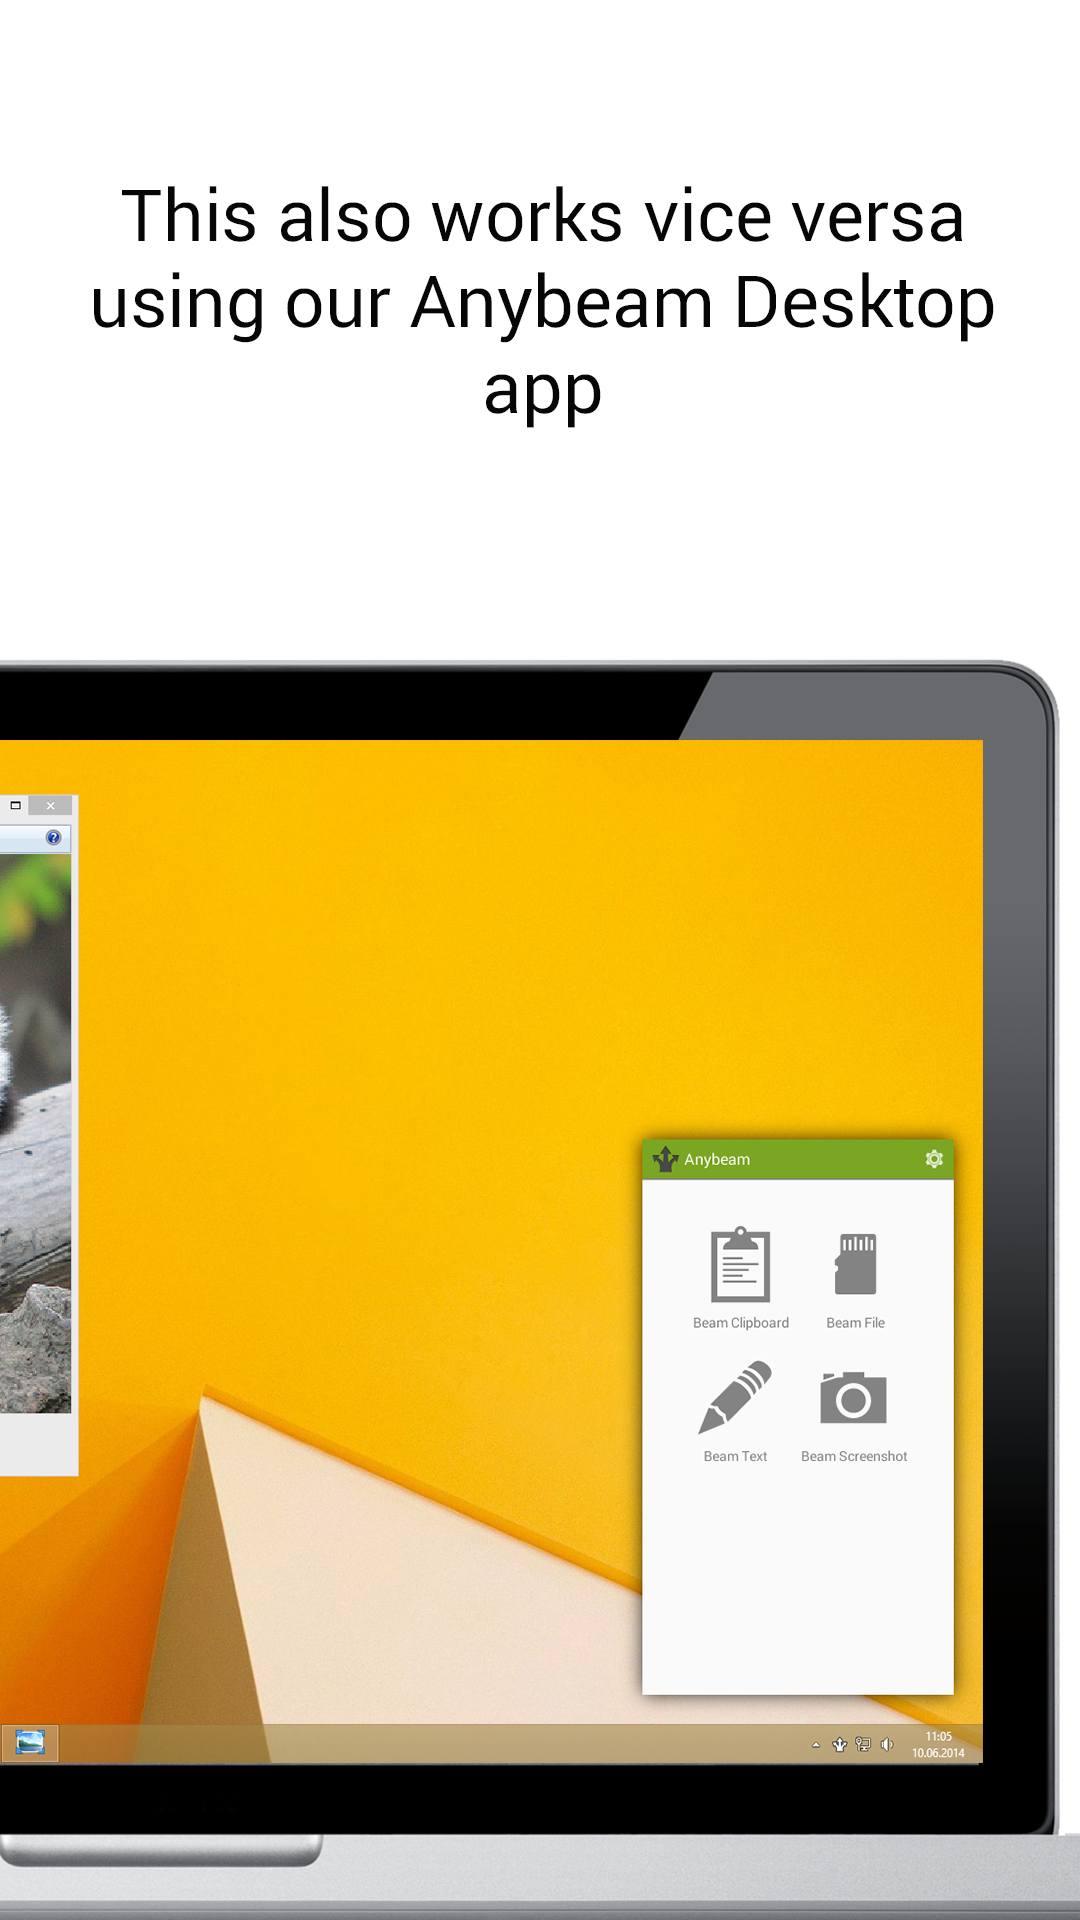 This also works vice versa
using our Anybeam Desktop
app
Anybeam
Beam Clipboard
Beam File
Beam Text
Beam Screenshot
11:05
10.06.2014